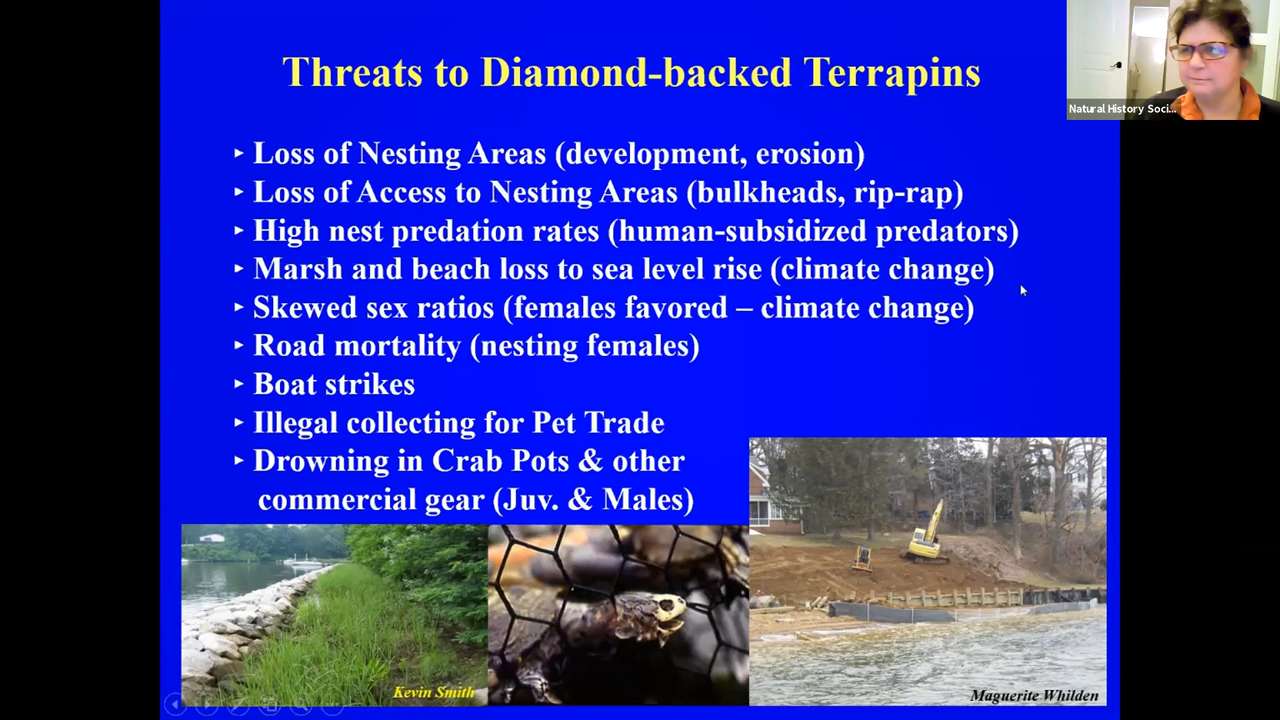 Threats to Diamond-backed Terrapins
Natural History Soci...
‣ Loss of Nesting Areas (development, erosion)
‣ Loss of Access to Nesting Areas (bulkheads, rip-rap)
‣ High nest predation rates (human-subsidized predators)
‣ Marsh and beach loss to sea level rise (climate change)
‣ Skewed sex ratios (females favored – climate change)
‣ Road mortality (nesting females)
‣ Boat strikes
‣ Illegal collecting for Pet Trade
‣ Drowning in Crab Pots & other
commercial gear (Juv. & Males)
Kevin Smith
Maguerite Whilden